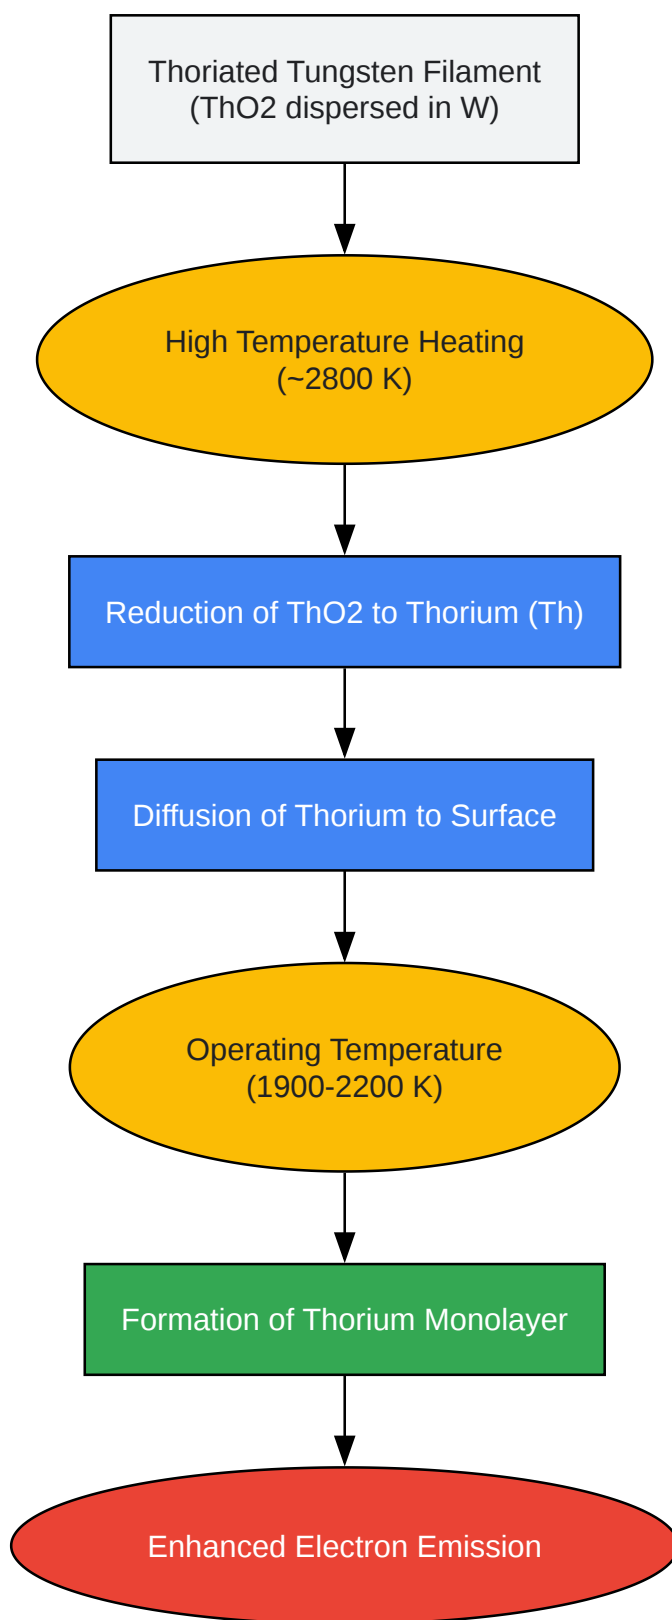 Thoriated Tungsten Filament
(ThO2 dispersed in W)
High Temperature Heating
(~2800 K)
Reduction of ThO2 to Thorium (Th)
Diffusion of Thorium to Surface
Operating Temperature
(1900-2200 K)
Formation of Thorium Monolayer
Enhanced Electron Emission